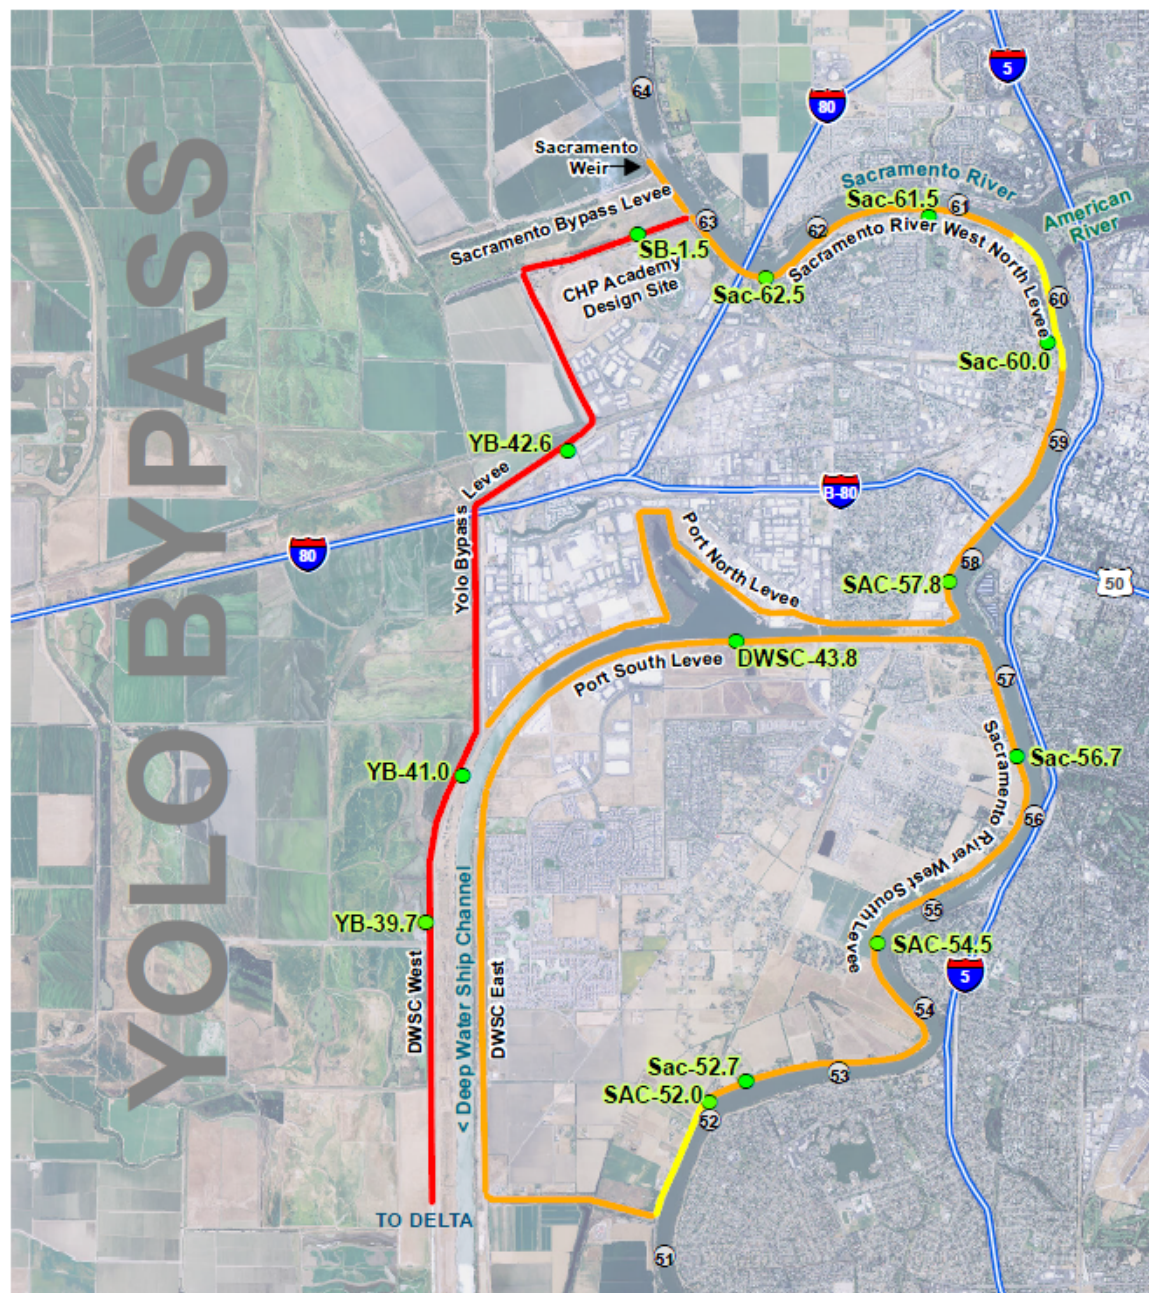 64
5
80
Sacramento
Weir
Sacramento River
Sac-61.5
61
American
River
Sacramento Bypass Levee
63
62
SB-1.5
Sacramento River West North Levee
CHP Academy
Design Site
Sac-62.5
60
Sac-60.0
YOLO BYPASS
YB-42.6
59
Yolo Bypass Levee
B-80
80
Port North Levee
58
SAC-57.8
50
DWSC-43.8
Port South Levee
57
YB-41.0
Sac-56.7
Sacramento River West South Levee
56
55
YB-39.7
SAC-54.5
5
DWSC West
< Deep Water Ship Channel
DWSC East
54
Sac-52.7
53
SAC-52.0
52
TO DELTA
51